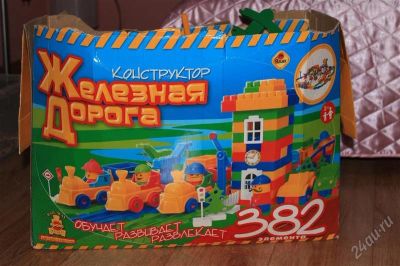 КОНСТРУКТОР
ЖЕЛЕЗНАЯ
ДОРОГА
ОБУЧАЕТ РАЗВИВАЕТ РАЗВЛЕКАЕТ
382
ЭЛЕМЕНТА
24au.ru